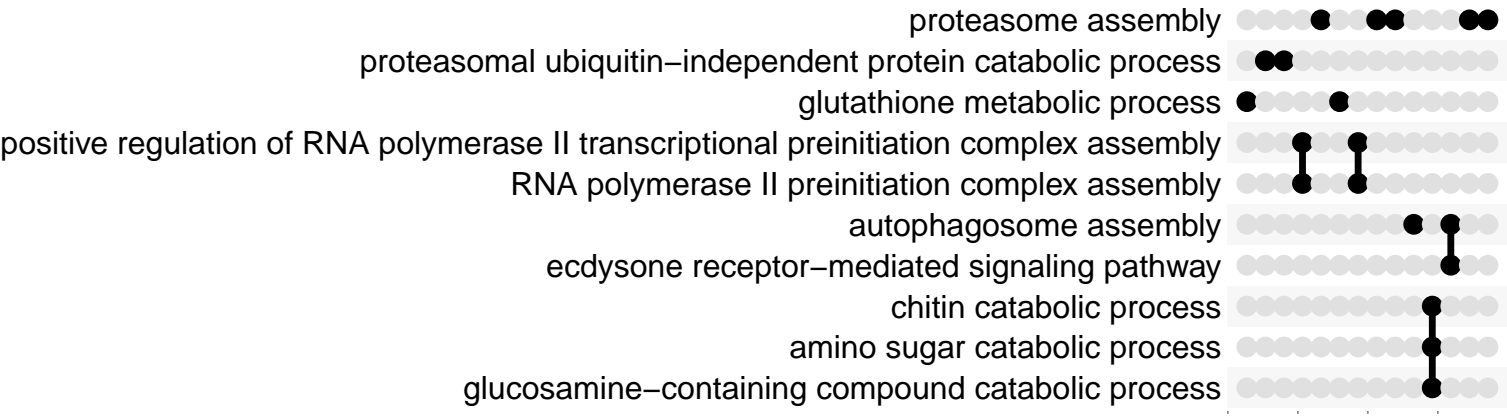 proteasome assembly
proteasomal ubiquitin−independent protein catabolic process
glutathione metabolic process
positive regulation of RNA polymerase II transcriptional preinitiation complex assembly
RNA polymerase II preinitiation complex assembly
autophagosome assembly
ecdysone receptor−mediated signaling pathway
chitin catabolic process
amino sugar catabolic process
glucosamine−containing compound catabolic process